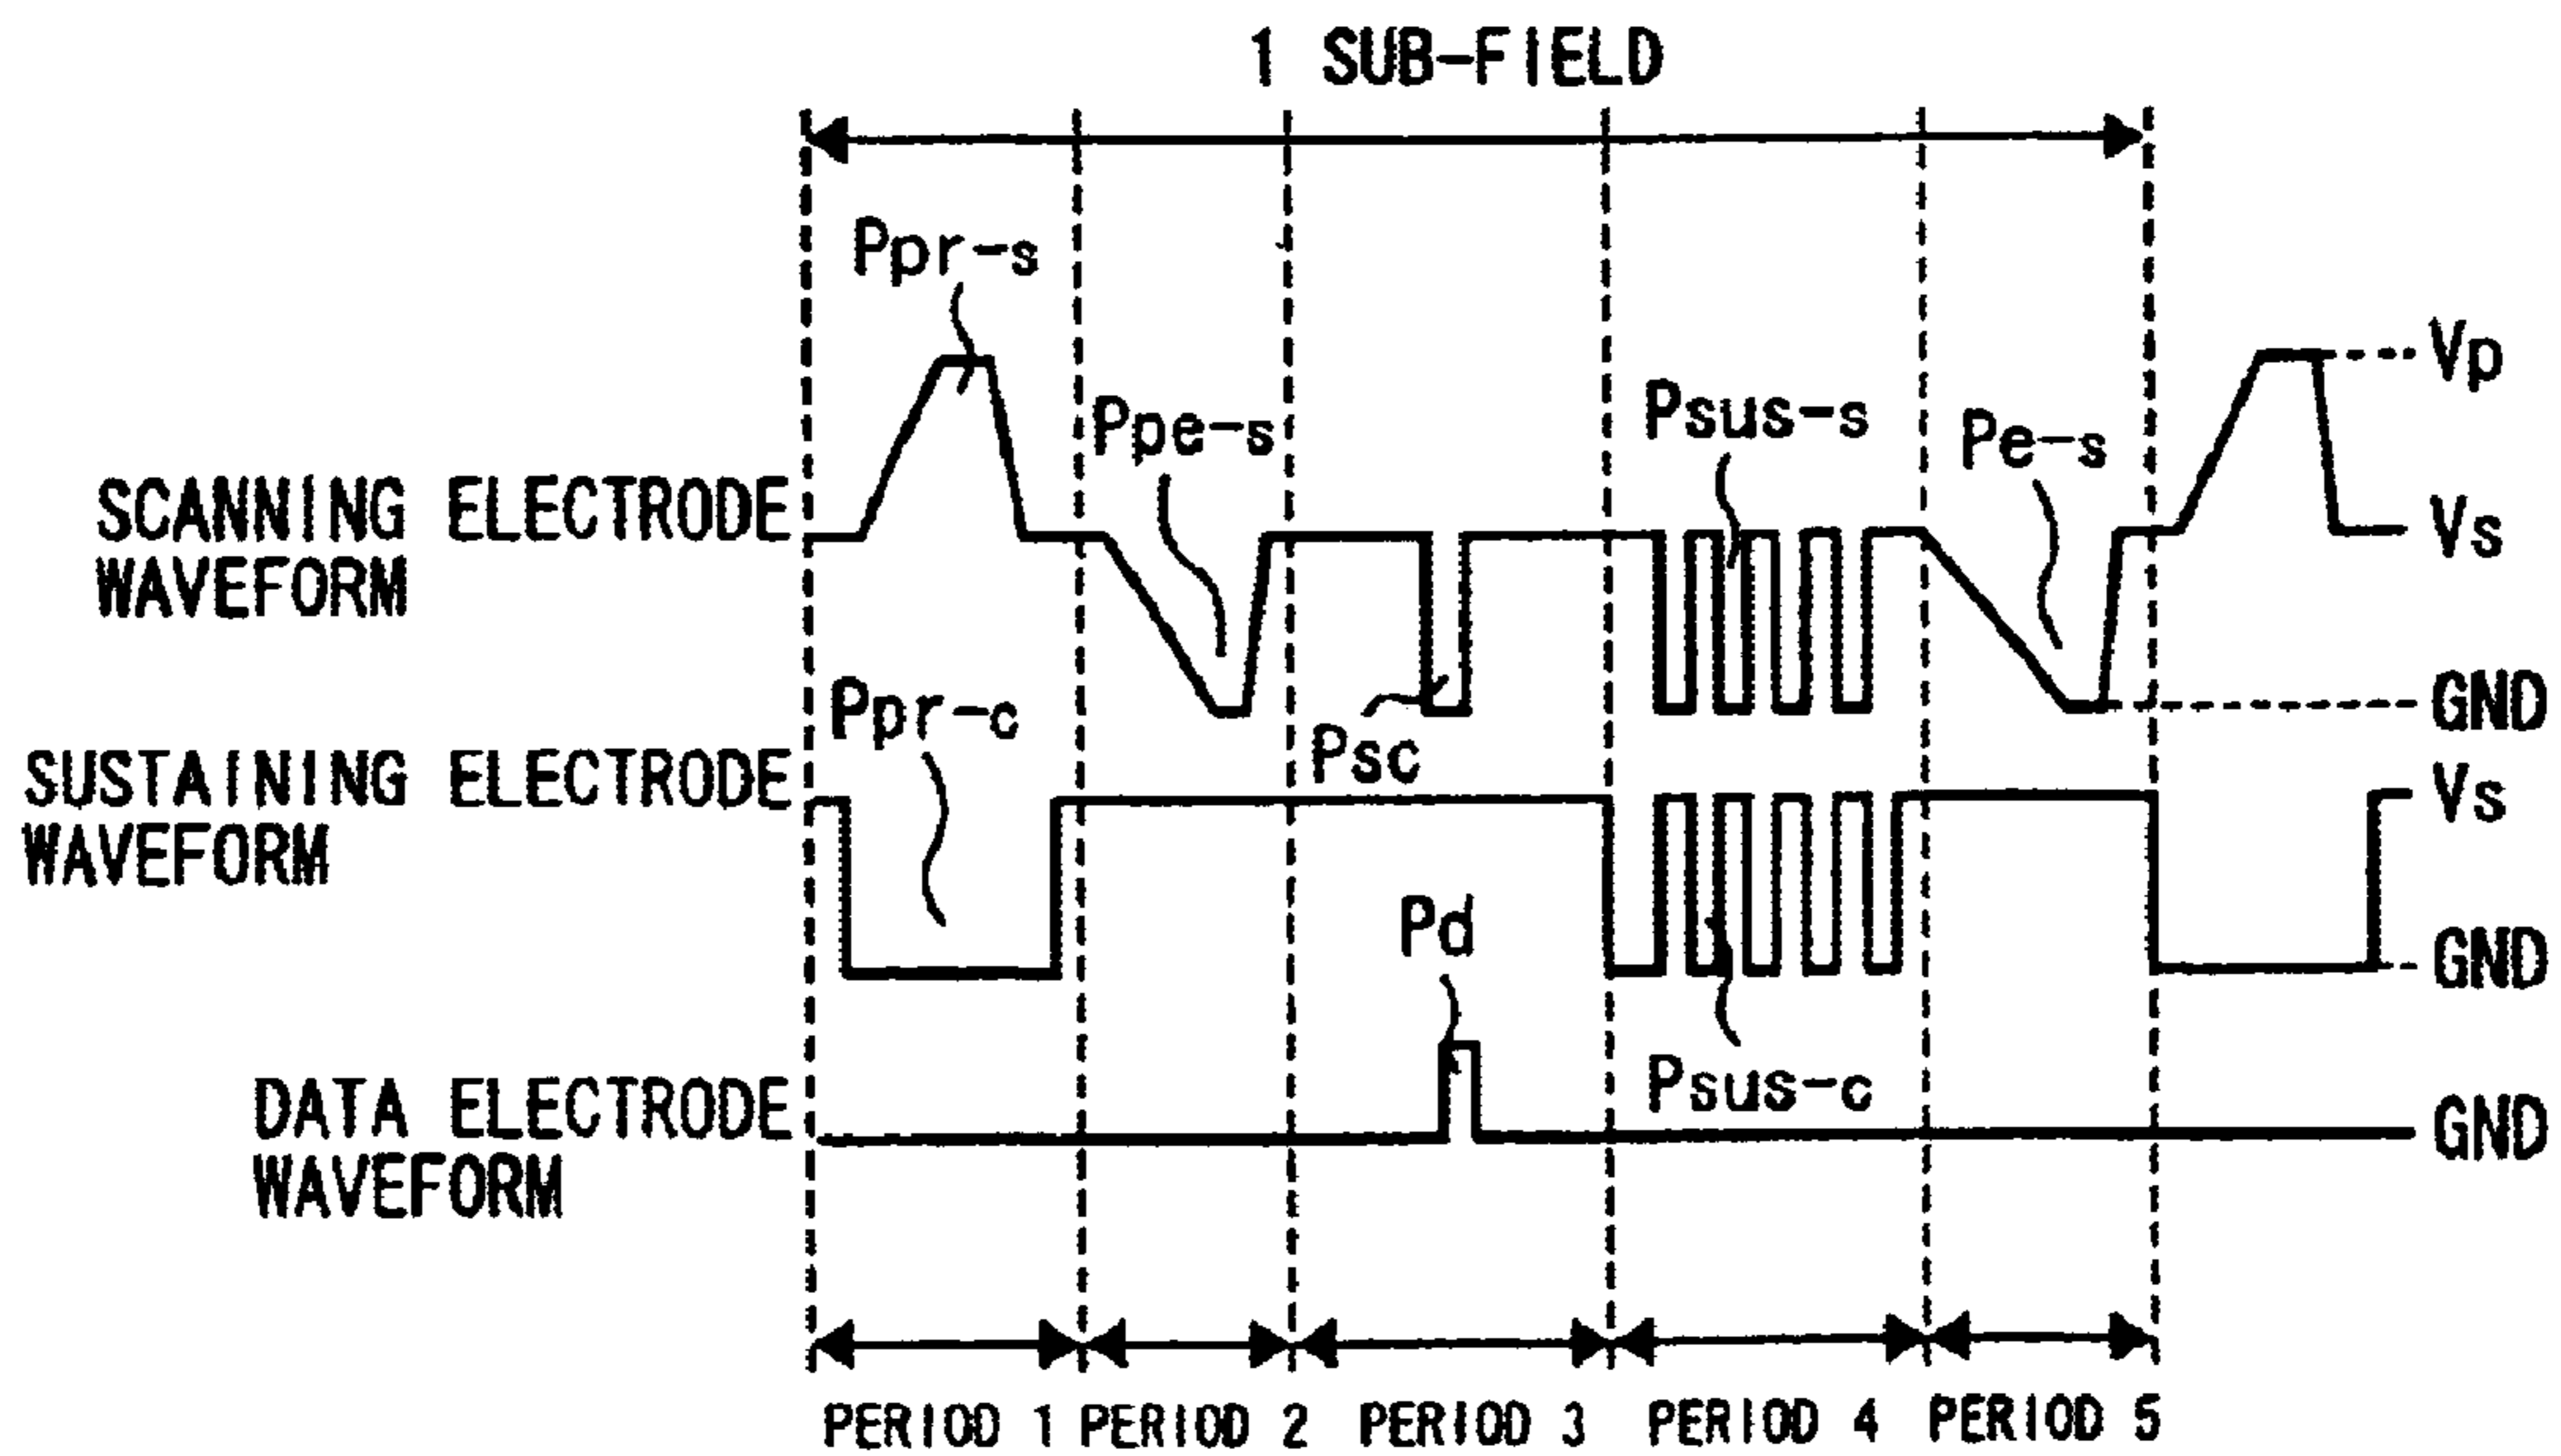 1 SUB-FIELD
Ppr-s
Ppe-s
Psus-s
Pe-s
Vp
SCANNING ELECTRODE
WAVEFORM
Vs
GND
Ppr-c
Psc
SUSTAINING ELECTRODE
WAVEFORM
Vs
Pd
GND
Psus-c
DATA ELECTRODE
WAVEFORM
GND
PERIOD 1 PERIOD 2 PERIOD 3 PERIOD 4 PERIOD 5